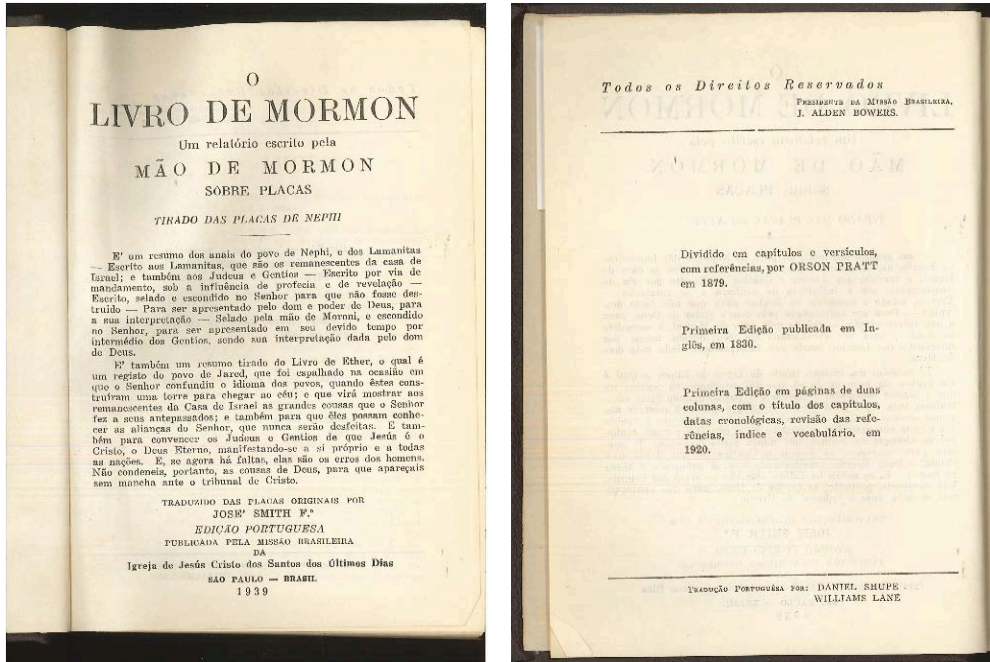 O
LIVRO DE MORMON
Um relatório escrito pela
MÃO DE MORMON
SOBRE PLACAS
TIRADO DAS PLACAS DE NEPHI
E' um resumo dos anais do povo de Nephi, e dos Lamanitas
— Escrito aos Lamanitas, que são os remanescentes da casa de
Israel; e também aos Judeus e Gentios — Escrito por via de
mandamento, sob a influência de profecia e de revelação —
Escrito, selado e escondido no Senhor para que não fosse des-
truido — Para ser apresentado pelo dom e poder de Deus, para
a sua interpretação — Selado pela mão de Moroni, e escondido
no Senhor, para ser apresentado em seu devido tempo por
intermédio dos Gentios, sendo sua interpretação dada pelo dom
de Deus.
E' também um resumo tirado do Livro de Ether, o qual é
um registo do povo de Jared, que foi espalhado na ocasião em
que o Senhor confundiu o idioma dos povos, quando êstes cons-
truíram uma torre para chegar ao céu; e que virá mostrar aos
remanescentes da Casa de Israel as grandes cousas que o Senhor
fez a seus antepassados; e também para que êles possam conhe-
cer as alianças do Senhor, que nunca serão desfeitas. E tam-
bém para convencer os Judeus e Gentios de que Jesús é o
Cristo, o Deus Eterno, manifestando-se a si próprio e a todas
as nações. E, se agora há faltas, elas são os erros dos homens.
Não condeneis, portanto, as cousas de Deus, para que apareçais
sem mancha ante o tribunal de Cristo.
TRADUZIDO DAS PLACAS ORIGINAIS POR
JOSE' SMITH F.º
EDIÇÃO PORTUGUESA
PUBLICADA PELA MISSÃO BRASILEIRA
DA
Igreja de Jesús Cristo dos Santos dos Últimos Dias
SAO PAULO — BRASIL
1939
Todos os Direitos Reservados
PRESIDENTE DA MISSÃO BRASILEIRA,
J. ALDEN BOWERS.
Dividido em capítulos e versículos,
com referências, por ORSON PRATT
em 1879.
Primeira Edição publicada em In-
glês, em 1830.
Primeira Edição em páginas de duas
colunas, com o título dos capítulos,
datas cronológicas, revisão das refe-
rências, índice e vocabulário, em
1920.
TRADUÇÃO PORTUGUÊSA POR: DANIEL SHUPE
WILLIAMS LANE